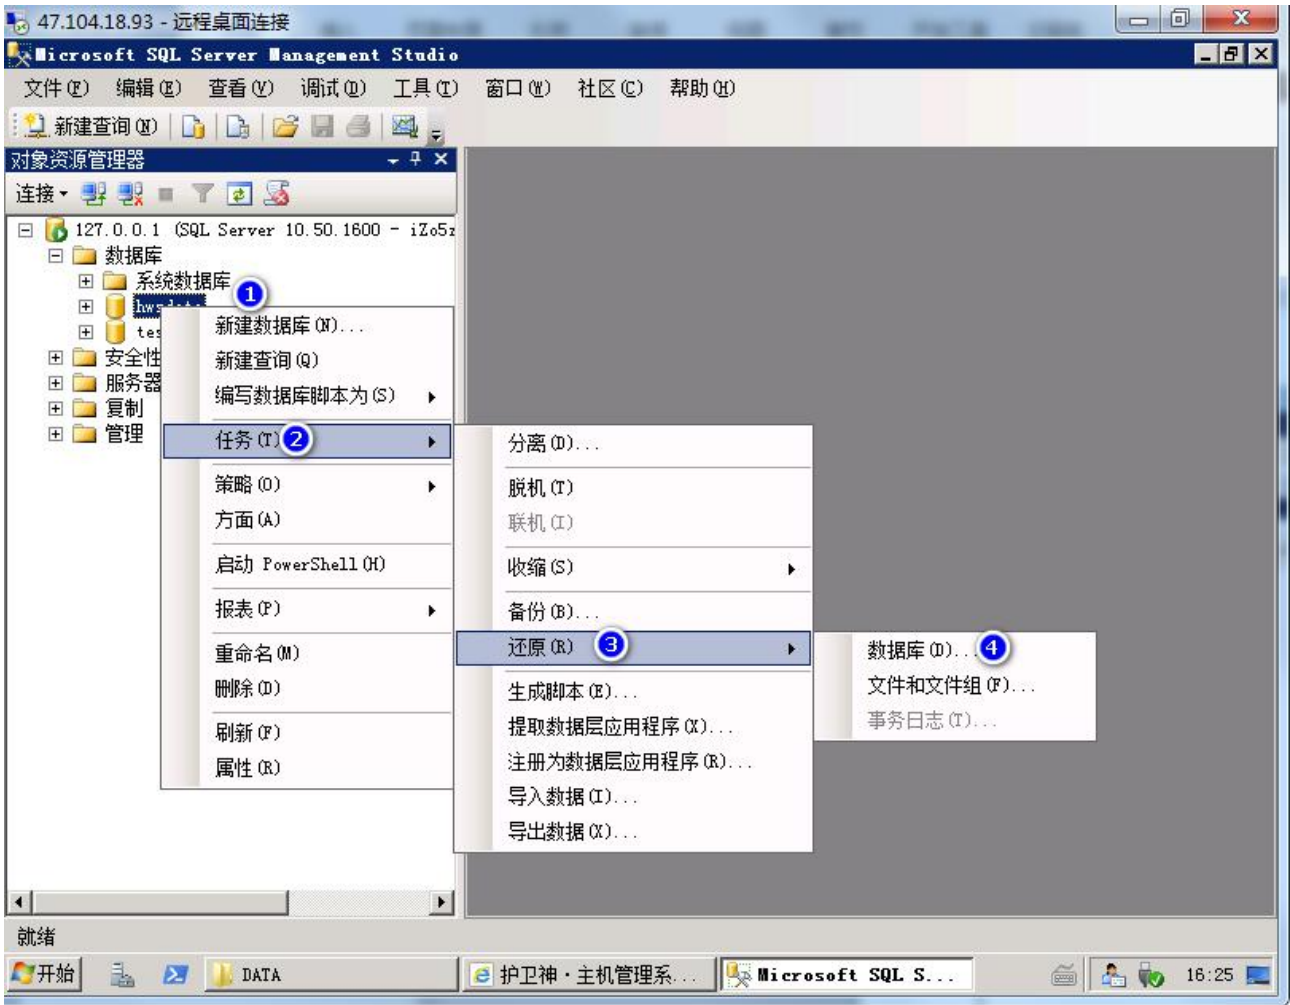 47.104.18.93 - 远程桌面连接
Microsoft SQL Server Management Studio
文件(F) 编辑(E) 查看(V) 调试(D) 工具(T) 窗口(W) 社区(C) 帮助(H)
新建查询(N)
对象资源管理器
连接
127.0.0.1 (SQL Server 10.50.1600 - iZo5z
数据库
系统数据库
1
新建数据库(N)...
tes
新建查询(Q)
安全性
服务器
编写数据库脚本为(S)
复制
管理
任务(T) 2
分离(D)...
策略(O)
脱机(T)
方面(A)
联机(I)
启动 PowerShell(H)
收缩(S)
报表(P)
备份(B)...
重命名(M)
还原(R) 3
数据库(D)... 4
删除(D)
生成脚本(E)...
文件和文件组(F)...
刷新(F)
提取数据层应用程序(X)...
事务日志(T)...
属性(R)
注册为数据层应用程序(R)...
导入数据(I)...
导出数据(X)...
就绪
开始 DATA 护卫神·主机管理系... Microsoft SQL S... 16:25